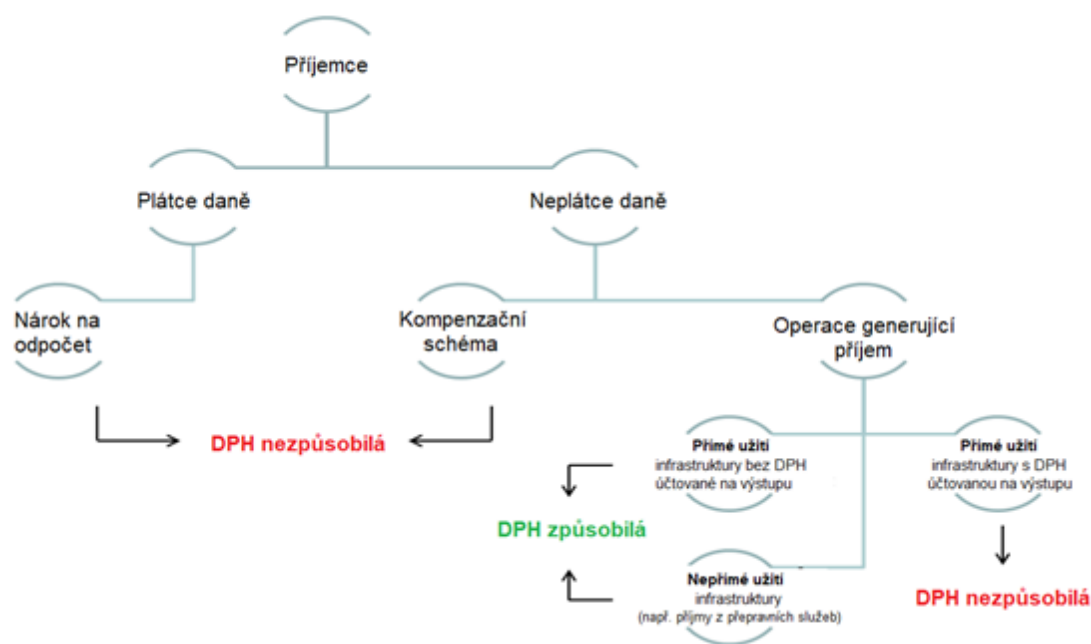 Příjemce
Plátce daně
Neplátce daně
Nárok na
odpočet
Kompenzační
schéma
Operace generující
příjem
DPH nezpůsobilá
Přímé užití
infrastruktury bez DPH
účtované na výstupu
Přímé užití
infrastruktury s DPH
účtovanou na výstupu
DPH způsobilá
Nepřímé užití
infrastruktury
(např. příjmy z přepravních služeb)
DPH nezpůsobilá